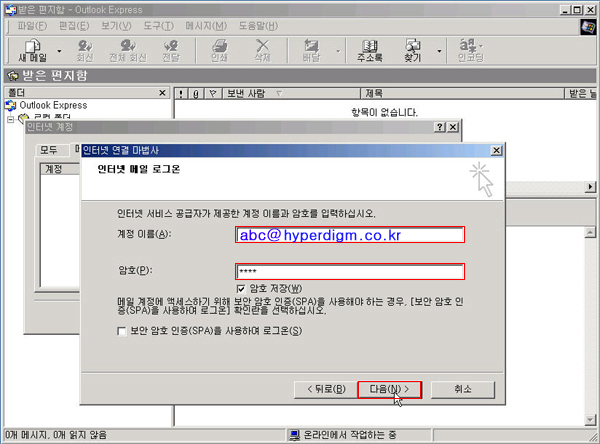 받은 편지함 - Outlook Express
파일(F) 편집(E) 보기(V) 도구(T) 메시지(M) 도움말(H)
새 메일 회신 전체 회신 전달 인쇄 삭제 배달 주소록 찾기 인코딩
받은 편지함
폴더
! 보낸 사람 제목 받은 날
Outlook Express
로컬 폴더
항목이 없습니다.
인터넷 계정
모두
계정
인터넷 연결 마법사
인터넷 메일 로그온
인터넷 서비스 공급자가 제공한 계정 이름과 암호를 입력하십시오.
계정 이름(A): abc@hyperdigm.co.kr
암호(P): ****
암호 저장(W)
메일 계정에 액세스하기 위해 보안 암호 인증(SPA)을 사용해야 하는 경우, [보안 암호 인
증(SPA)을 사용하여 로그온] 확인란을 선택하십시오.
보안 암호 인증(SPA)을 사용하여 로그온(S)
< 뒤로(B) 다음(N) > 취소
0개 메시지, 0개 읽지 않음 온라인에서 작업하는 중